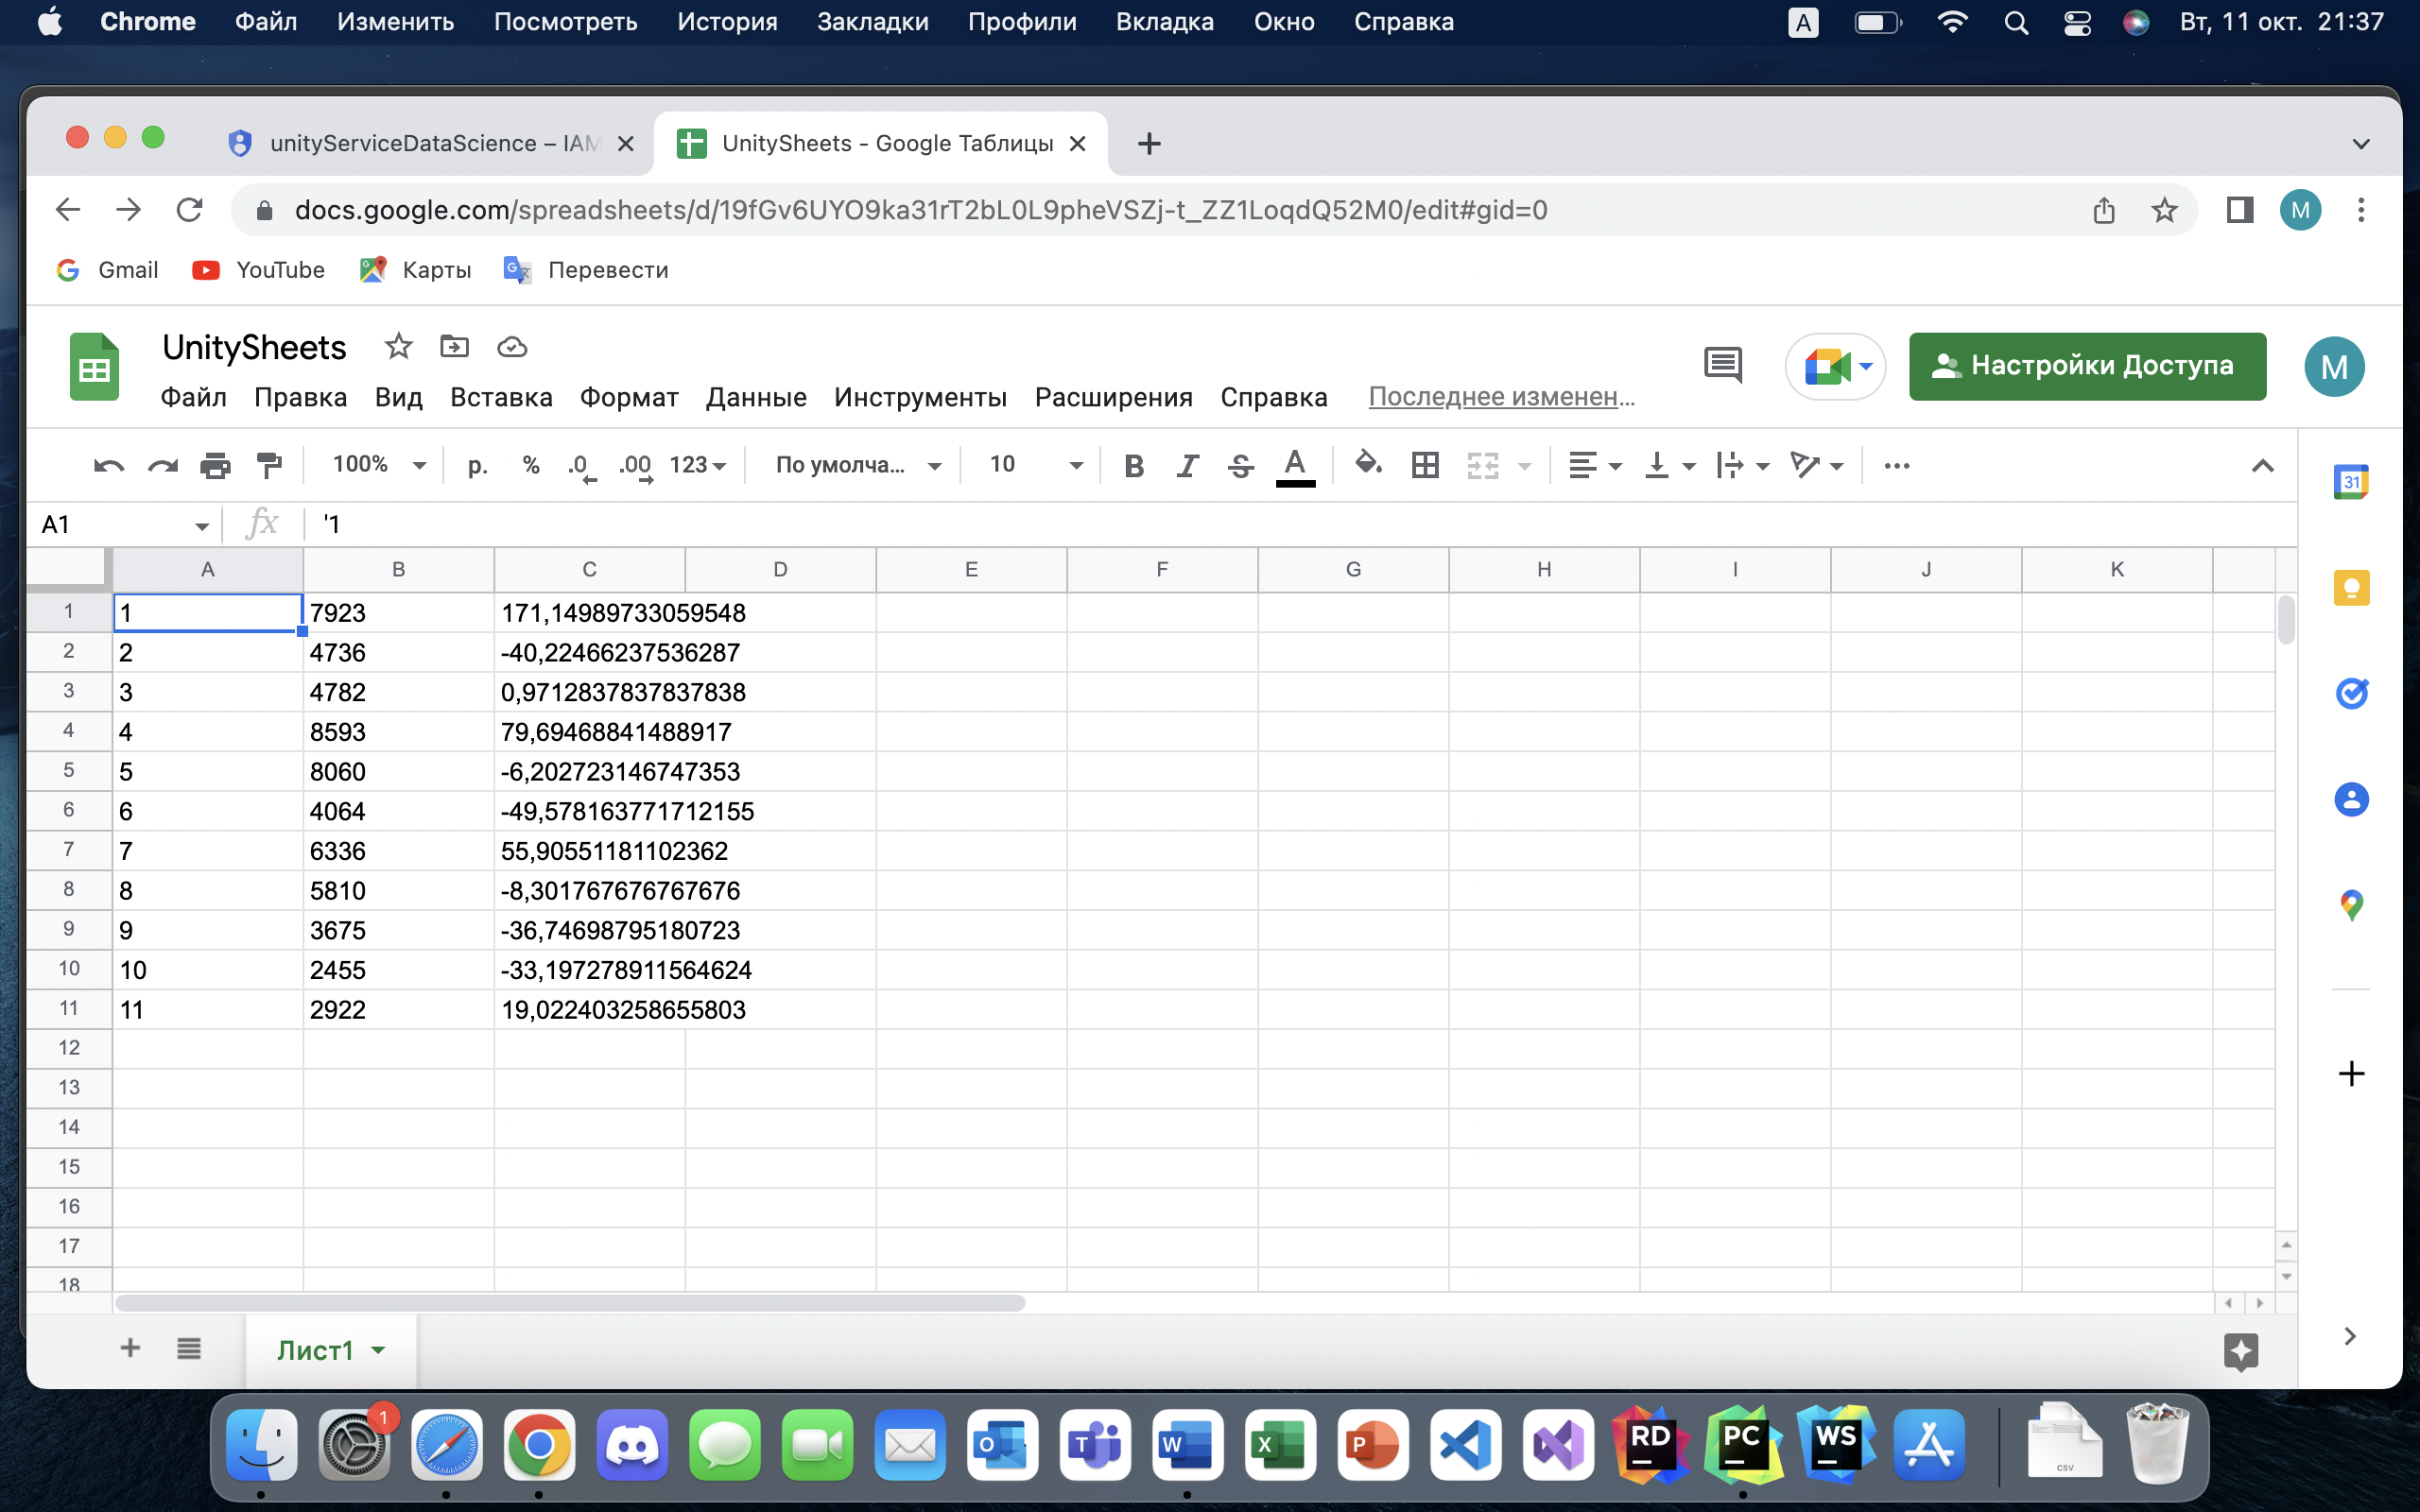 Chrome Файл Изменить Посмотреть История Закладки Профили Вкладка Окно Справка A Вт, 11 окт. 21:37
unityServiceDataScience – IAM UnitySheets - Google Таблицы
docs.google.com/spreadsheets/d/19fGv6UYO9ka31rT2bL0L9pheVSZj-t_ZZ1LoqdQ52M0/edit#gid=0 M
Gmail YouTube Карты Перевести
UnitySheets
Файл Правка Вид Вставка Формат Данные Инструменты Расширения Справка Последнее изменен...
Настройки Доступа M
100% р. % .0 .00 123 По умолча... 10 B I S A
31
A1 fx '1
A B C D E F G H I J K
1 1 7923 171,14989733059548
2 2 4736 -40,22466237536287
3 3 4782 0,9712837837837838
4 4 8593 79,69468841488917
5 5 8060 -6,202723146747353
6 6 4064 -49,578163771712155
7 7 6336 55,90551181102362
8 8 5810 -8,301767676767676
9 9 3675 -36,74698795180723
10 10 2455 -33,197278911564624
11 11 2922 19,022403258655803
12
13
14
15
16
17
18
Лист1
1 O T W X P RD PC WS CSV